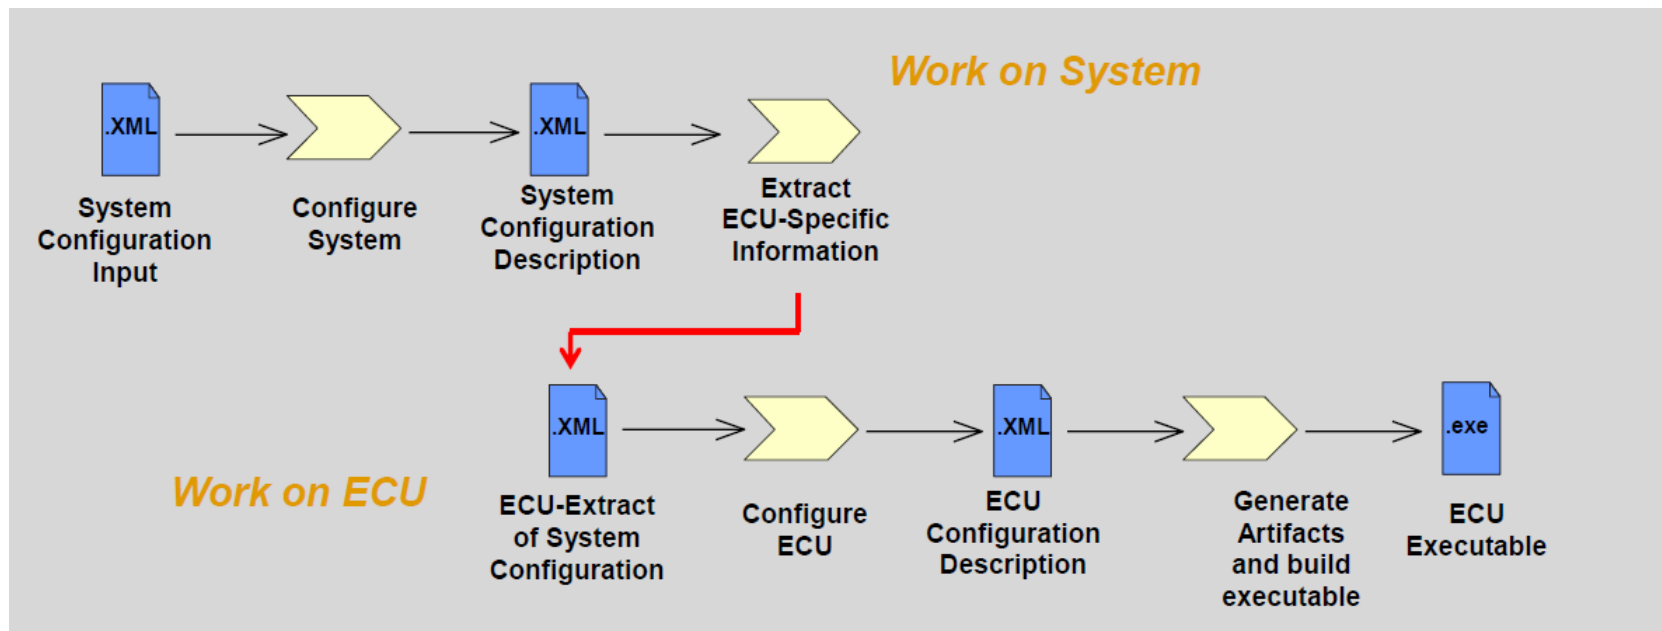 Work on System
.XML
.XML
System
Configuration
Input
Configure
System
System
Configuration
Description
Extract
ECU-Specific
Information
Work on ECU
.XML
.XML
.exe
ECU-Extract
of System
Configuration
Configure
ECU
ECU
Configuration
Description
Generate
Artifacts
and build
executable
ECU
Executable